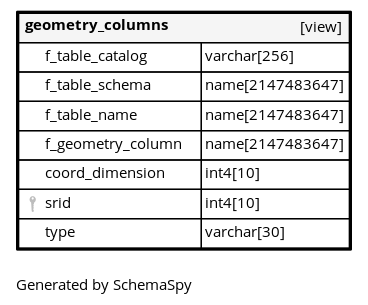 geometry_columns [view]
f_table_catalog varchar[256]
f_table_schema name[2147483647]
f_table_name name[2147483647]
f_geometry_column name[2147483647]
coord_dimension int4[10]
srid int4[10]
type varchar[30]
Generated by SchemaSpy